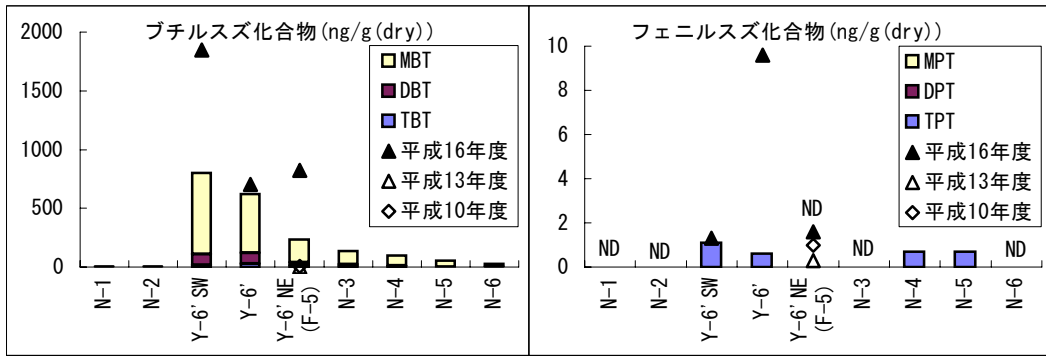 ブチルスズ化合物(ng/g(dry))
2000
1500
1000
500
0
MBT
DBT
TBT
平成16年度
平成13年度
平成10年度
N-1
N-2
Y-6' SW
Y-6'
Y-6' NE
(F-5)
N-3
N-4
N-5
N-6
フェニルスズ化合物(ng/g(dry))
10
8
6
4
2
0
MPT
DPT
TPT
平成16年度
平成13年度
平成10年度
ND
ND
ND
ND
ND
N-1
N-2
Y-6' SW
Y-6'
Y-6' NE
(F-5)
N-3
N-4
N-5
N-6